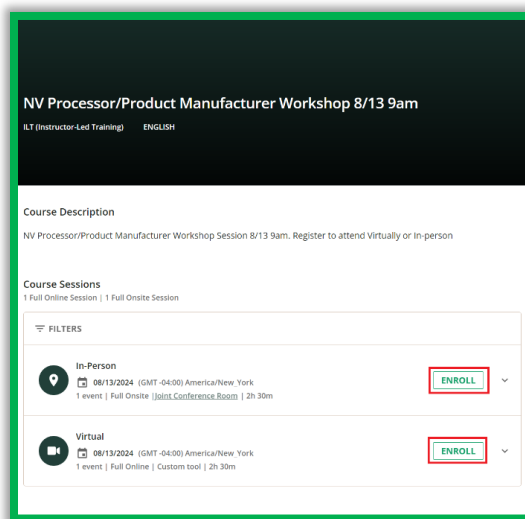 NV Processor/Product Manufacturer Workshop 8/13 9am
ILT (Instructor-Led Training) ENGLISH
Course Description
NV Processor/Product Manufacturer Workshop Session 8/13 9am. Register to attend Virtually or In-person
Course Sessions
1 Full Online Session | 1 Full Onsite Session
FILTERS
In-Person
08/13/2024 (GMT -04:00) America/New_York
1 event | Full Onsite |Joint Conference Room | 2h 30m
ENROLL
Virtual
08/13/2024 (GMT -04:00) America/New York
1 event | Full Online | Custom tool | 2h 30m
ENROLL